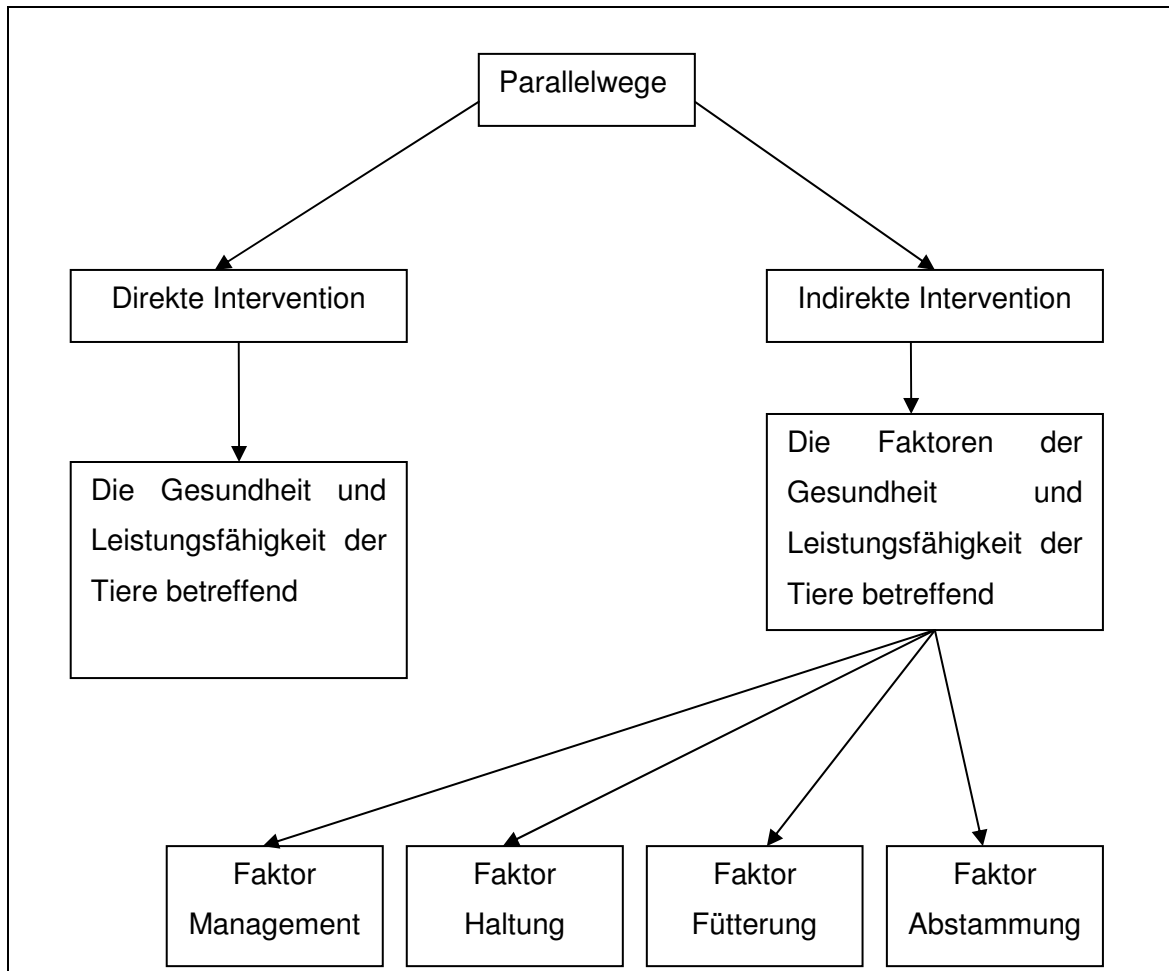 Parallelwege
Direkte Intervention
Indirekte Intervention
Die Gesundheit und
Leistungsfähigkeit der
Tiere betreffend
Die Faktoren der
Gesundheit und
Leistungsfähigkeit der
Tiere betreffend
Faktor
Management
Faktor
Haltung
Faktor
Fütterung
Faktor
Abstammung